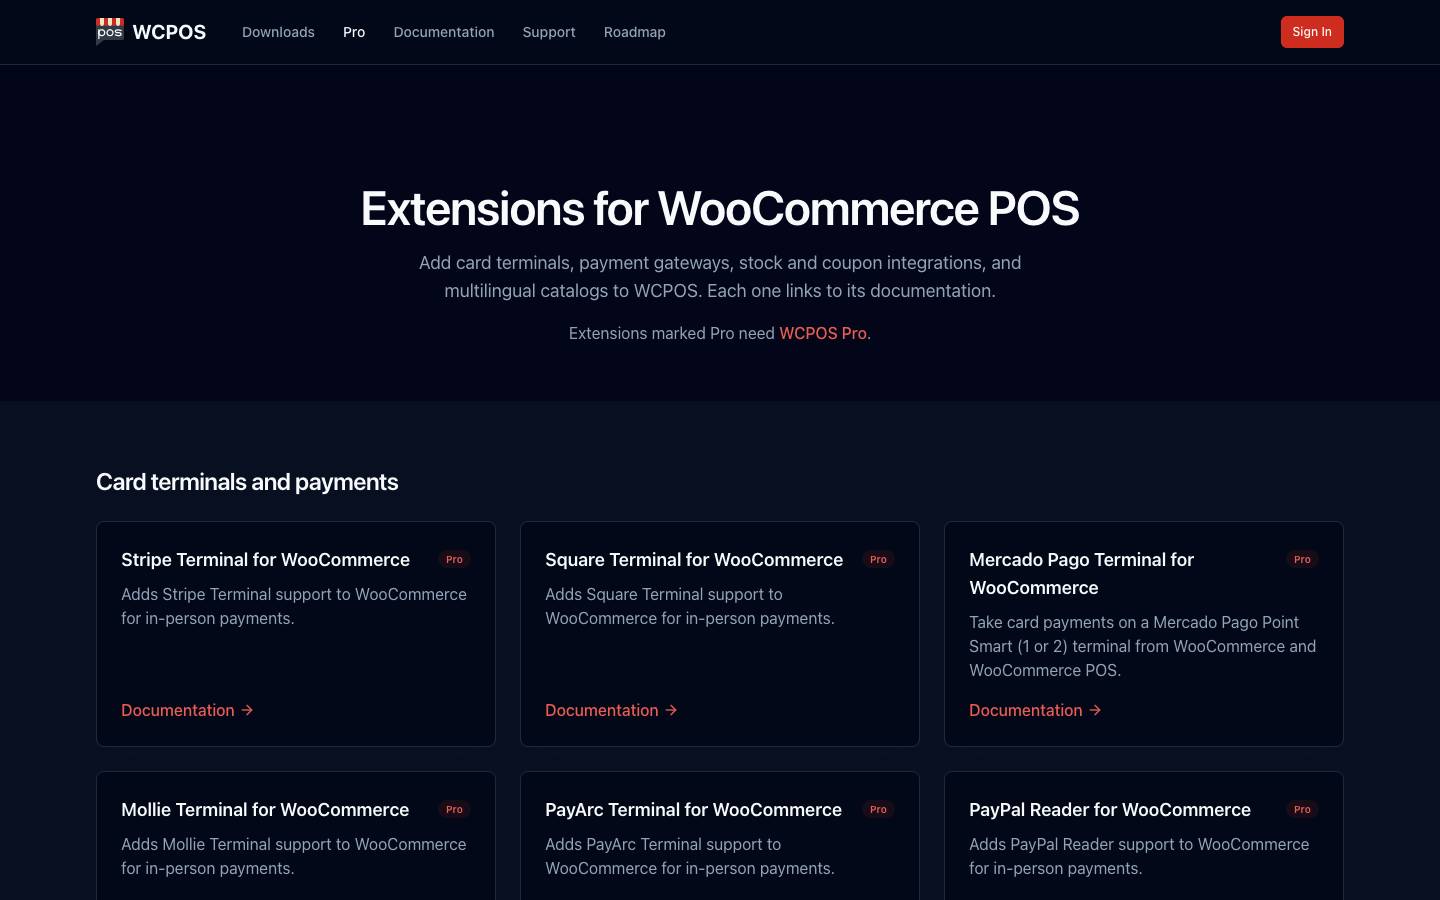 pos WCPOS Downloads Pro Documentation Support Roadmap Sign In
Extensions for WooCommerce POS
Add card terminals, payment gateways, stock and coupon integrations, and
multilingual catalogs to WCPOS. Each one links to its documentation.
Extensions marked Pro need WCPOS Pro.
Card terminals and payments
Stripe Terminal for WooCommerce Pro
Adds Stripe Terminal support to WooCommerce
for in-person payments.
Documentation →
Square Terminal for WooCommerce Pro
Adds Square Terminal support to
WooCommerce for in-person payments.
Documentation →
Mercado Pago Terminal for Pro
WooCommerce
Take card payments on a Mercado Pago Point
Smart (1 or 2) terminal from WooCommerce and
WooCommerce POS.
Documentation →
Mollie Terminal for WooCommerce Pro
Adds Mollie Terminal support to WooCommerce
for in-person payments.
PayArc Terminal for WooCommerce Pro
Adds PayArc Terminal support to
WooCommerce for in-person payments.
PayPal Reader for WooCommerce Pro
Adds PayPal Reader support to WooCommerce
for in-person payments.